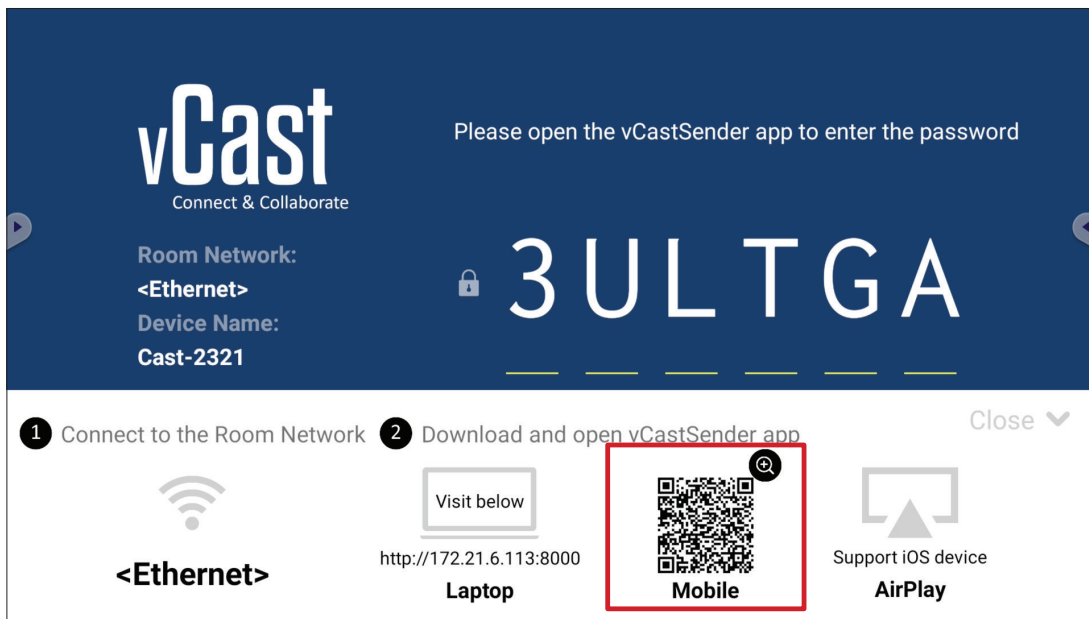 vCast
Connect & Collaborate
Please open the vCastSender app to enter the password
Room Network:
<Ethernet>
Device Name:
Cast-2321
3ULTGA
Close
1 Connect to the Room Network
2 Download and open vCastSender app
<Ethernet>
Visit below
http://172.21.6.113:8000
Laptop
Mobile
Support iOS device
AirPlay